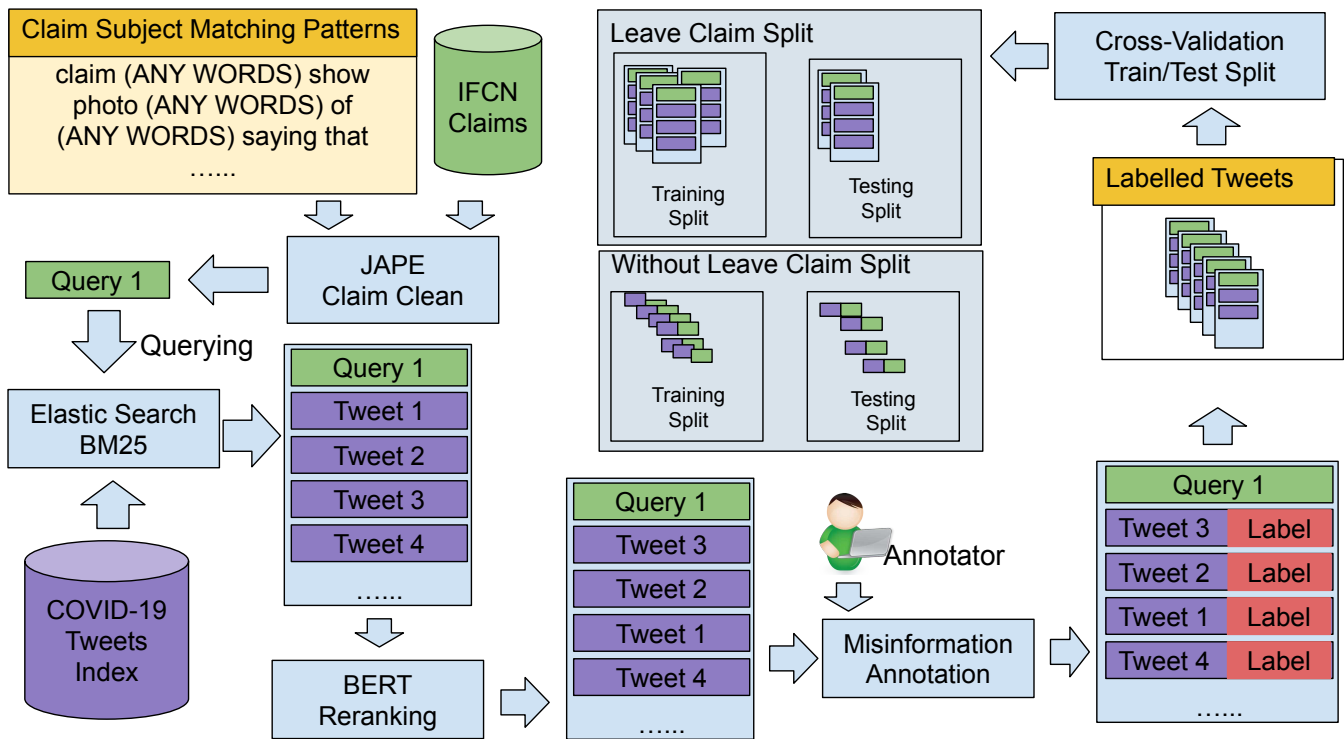 Claim Subject Matching Patterns
claim (ANY WORDS) show
photo (ANY WORDS) of
(ANY WORDS) saying that
…...
IFCN
Claims
JAPE
Claim Clean
Query 1
Querying
Elastic Search
BM25
COVID-19
Tweets
Index
Query 1
Tweet 1
Tweet 2
Tweet 3
Tweet 4
…...
BERT
Reranking
Query 1
Tweet 3
Tweet 2
Tweet 1
Tweet 4
…...
Annotator
Misinformation
Annotation
Query 1
Tweet 3 Label
Tweet 2 Label
Tweet 1 Label
Tweet 4 Label
…...
Labelled Tweets
Cross-Validation
Train/Test Split
Leave Claim Split
Training
Split
Testing
Split
Without Leave Claim Split
Training
Split
Testing
Split